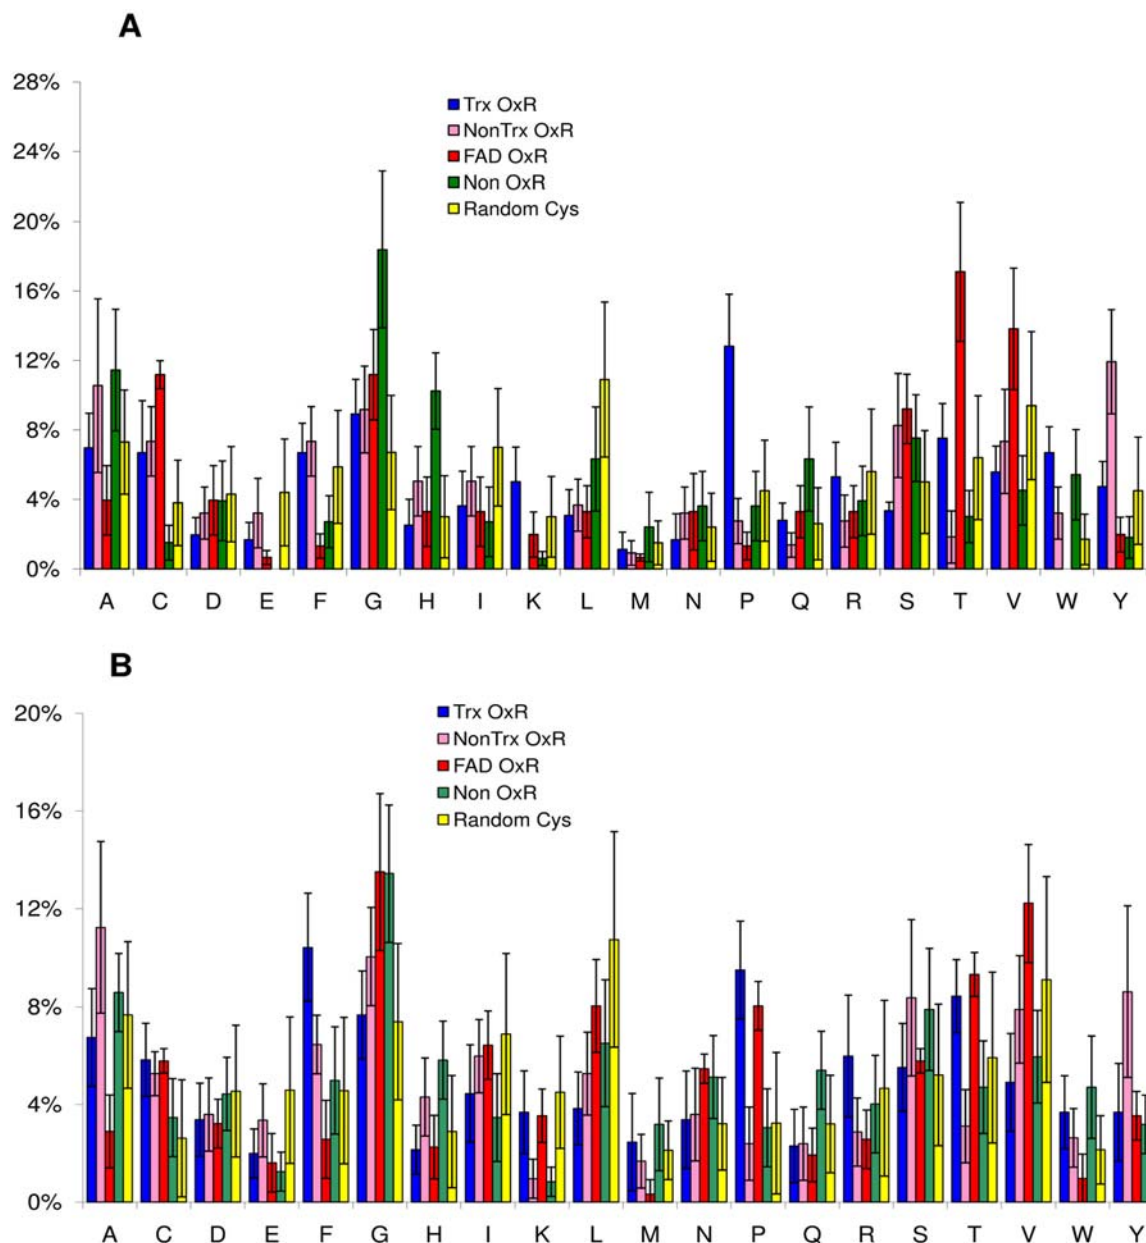 A
28%
24%
20%
16%
12%
8%
4%
0%
Trx OxR
NonTrx OxR
FAD OxR
Non OxR
Random Cys
A C D E F G H I K L M N P Q R S T V W Y
B
20%
16%
12%
8%
4%
0%
Trx OxR
NonTrx OxR
FAD OxR
Non OxR
Random Cys
A C D E F G H I K L M N P Q R S T V W Y